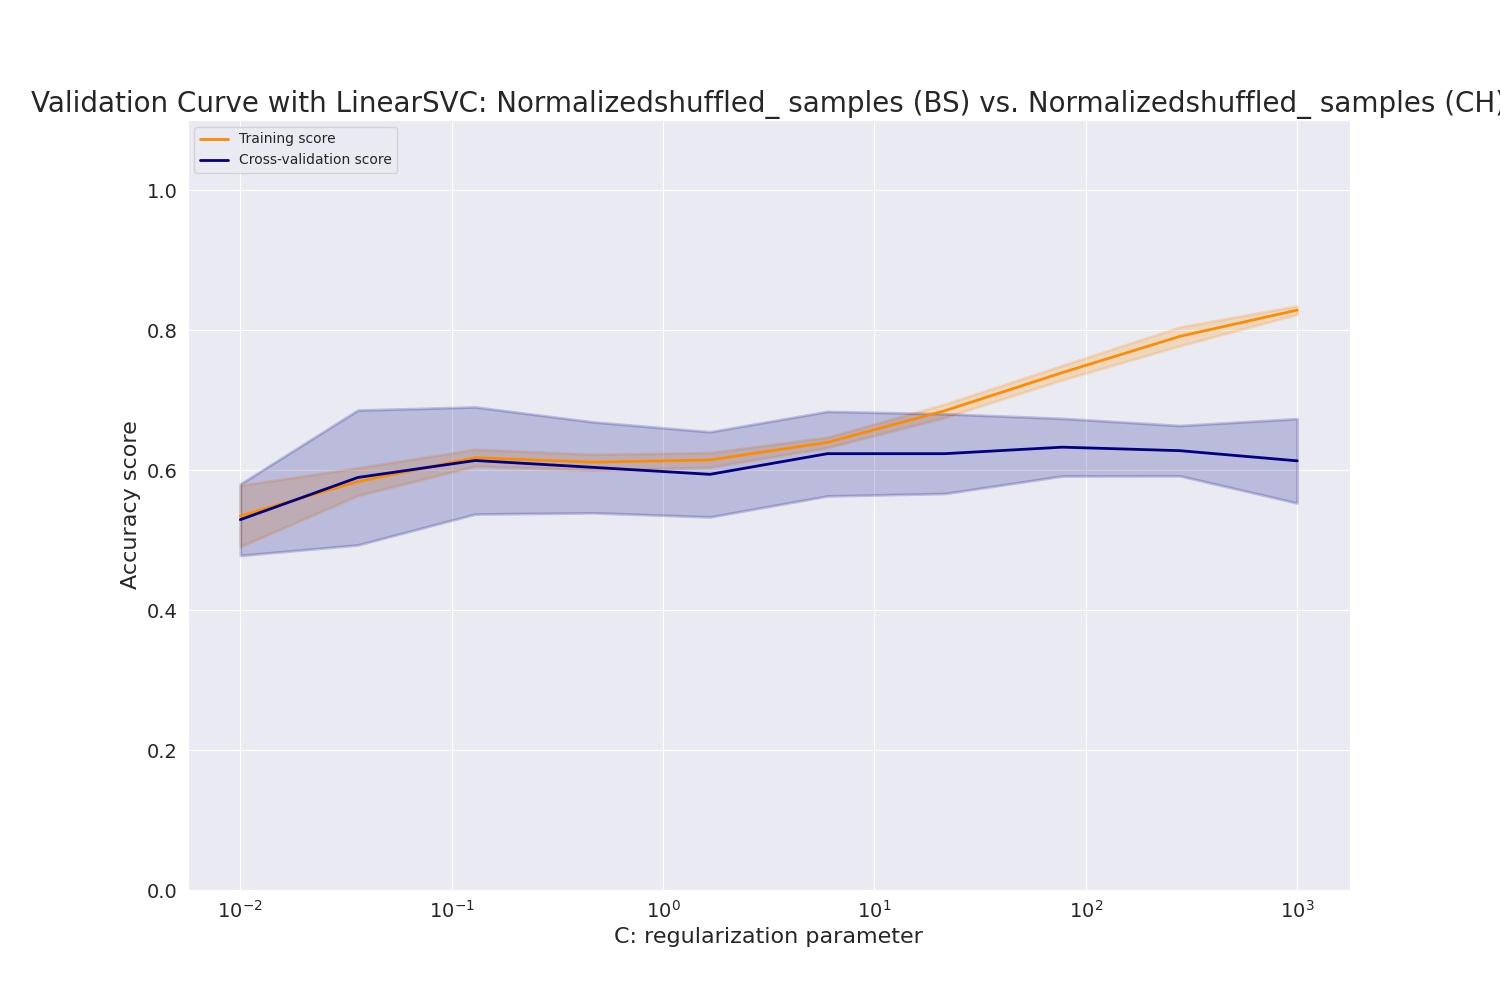 Validation Curve with LinearSVC: Normalizedshuffled_ samples (BS) vs. Normalizedshuffled_ samples (CH)
Training score
Cross-validation score
1.0
0.8
0.6
0.4
0.2
0.0
Accuracy score
10⁻² 10⁻¹ 10⁰ 10¹ 10² 10³
C: regularization parameter